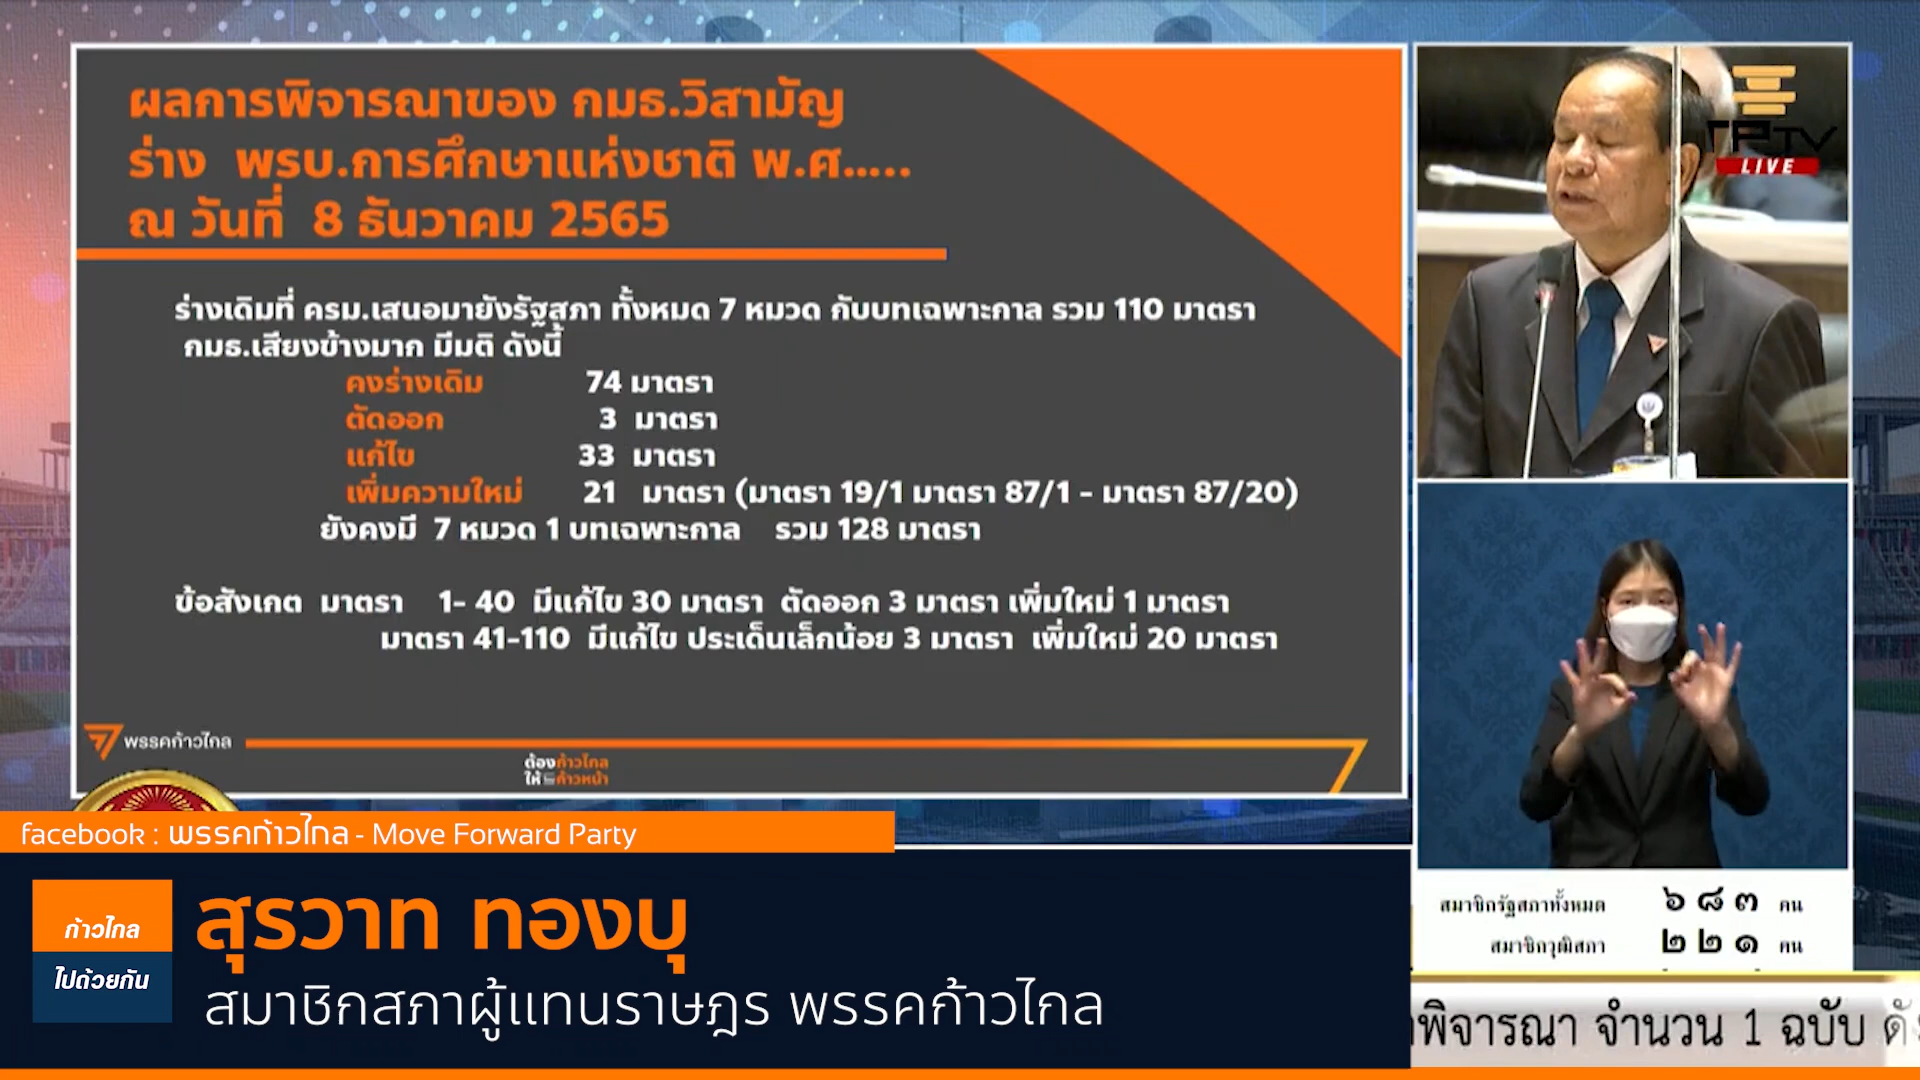 ผลการพิจารณาของ กมธ.วิสามัญ
ร่าง พรบ.การศึกษาแห่งชาติ พ.ศ.....
ณ วันที่ 8 ธันวาคม 2565
ร่างเดิมที่ ครม.เสนอมายังรัฐสภา ทั้งหมด 7 หมวด กับบทเฉพาะกาล รวม 110 มาตรา
กมธ.เสียงข้างมาก มีมติ ดังนี้
คงร่างเดิม 74 มาตรา
ตัดออก 3 มาตรา
แก้ไข 33 มาตรา
เพิ่มความใหม่ 21 มาตรา (มาตรา 19/1 มาตรา 87/1 - มาตรา 87/20)
ยังคงมี 7 หมวด 1 บทเฉพาะกาล รวม 128 มาตรา
ข้อสังเกต มาตรา 1- 40 มีแก้ไข 30 มาตรา ตัดออก 3 มาตรา เพิ่มใหม่ 1 มาตรา
มาตรา 41-110 มีแก้ไข ประเด็นเล็กน้อย 3 มาตรา เพิ่มใหม่ 20 มาตรา
พรรคก้าวไกล
ต้องก้าวไกล
ให้ ก้าวหน้า
TPTV
LIVE
facebook : พรรคก้าวไกล - Move Forward Party
ก้าวไกล
ไปด้วยกัน
สุรวาท ทองบุ
สมาชิกสภาผู้แทนราษฎร พรรคก้าวไกล
สมาชิกรัฐสภาทั้งหมด ๖๘๓ คน
สมาชิกวุฒิสภา ๒๒๑ คน
พิจารณา จำนวน 1 ฉบับ